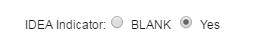 IDEA Indicator: BLANK Yes